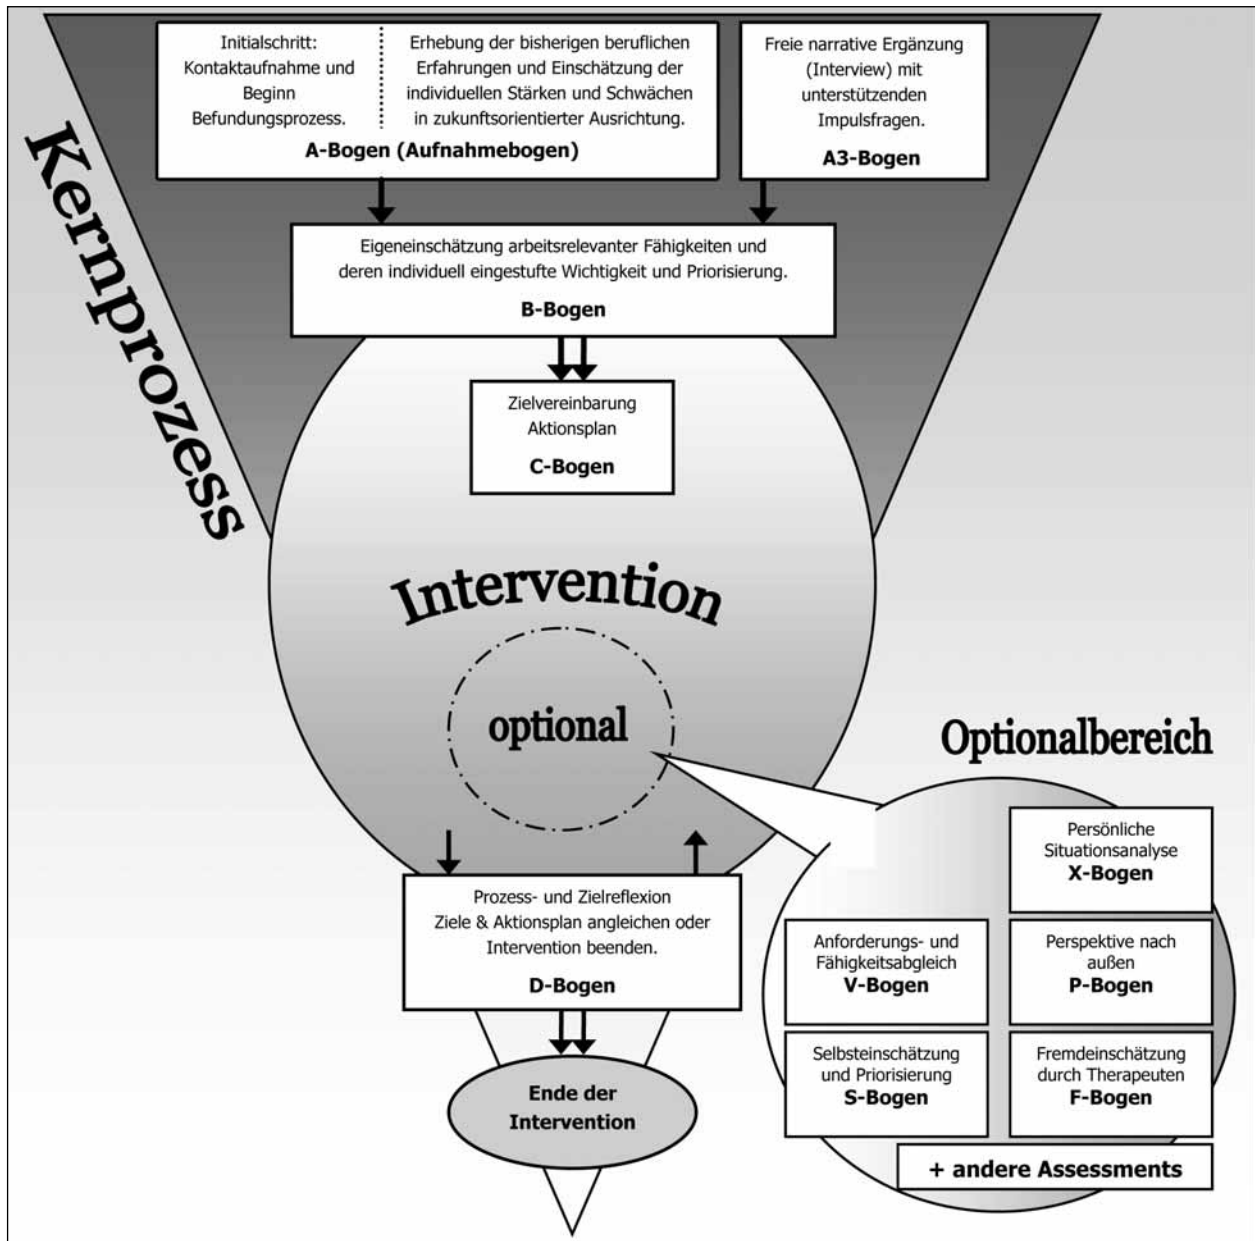 Initialschritt:
Kontaktaufnahme und
Beginn
Befundungsprozess.
Erhebung der bisherigen beruflichen
Erfahrungen und Einschätzung der
individuellen Stärken und Schwächen
in zukunftsorientierter Ausrichtung.
A-Bogen (Aufnahmebogen)
Freie narrative Ergänzung
(Interview) mit
unterstützenden
Impulsfragen.
A3-Bogen
Kernprozess
Eigeneinschätzung arbeitsrelevanter Fähigkeiten und
deren individuell eingestufte Wichtigkeit und Priorisierung.
B-Bogen
Zielvereinbarung
Aktionsplan
C-Bogen
Intervention
optional
Optionalbereich
Persönliche
Situationsanalyse
X-Bogen
Anforderungs- und
Fähigkeitsabgleich
V-Bogen
Perspektive nach
außen
P-Bogen
Selbsteinschätzung
und Priorisierung
S-Bogen
Fremdeinschätzung
durch Therapeuten
F-Bogen
+ andere Assessments
Prozess- und Zielreflexion
Ziele & Aktionsplan angleichen oder
Intervention beenden.
D-Bogen
Ende der
Intervention